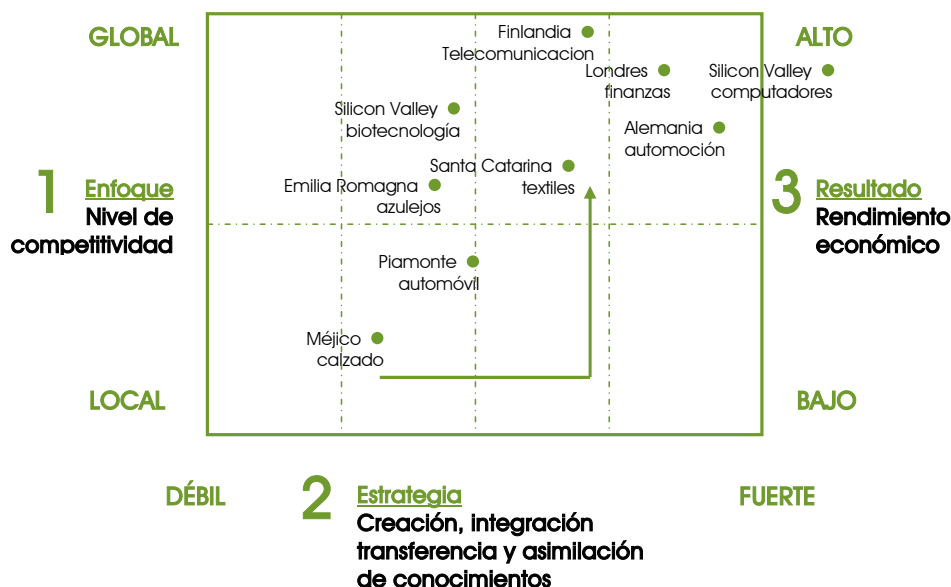 GLOBAL
ALTO
Finlandia
Telecomunicacion
Londres
finanzas
Silicon Valley
computadores
Silicon Valley
biotecnología
Alemania
automoción
Santa Catarina
textiles
Emilia Romagna
azulejos
1 Enfoque
Nivel de
competitividad
3 Resultado
Rendimiento
económico
Piamonte
automóvil
Méjico
calzado
LOCAL
BAJO
DÉBIL
2 Estrategia
FUERTE
Creación, integración
transferencia y asimilación
de conocimientos